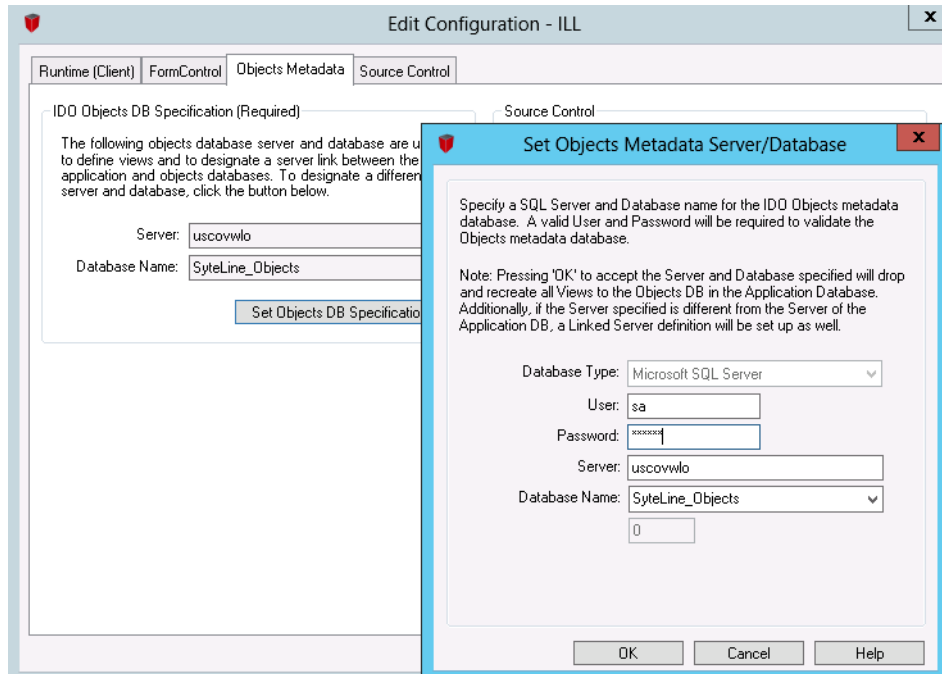 Edit Configuration - ILL
x
Runtime (Client)
FormControl
Objects Metadata
Source Control
IDO Objects DB Specification (Required)
The following objects database server and database are u
to define views and to designate a server link between the
application and objects databases. To designate a differen
server and database, click the button below.
Server: uscovwlo
Database Name: SyteLine_Objects
Set Objects DB Specificatio
Source Control
Set Objects Metadata Server/Database
x
Specify a SQL Server and Database name for the IDO Objects metadata
database. A valid User and Password will be required to validate the
Objects metadata database.
Note: Pressing 'OK' to accept the Server and Database specified will drop
and recreate all Views to the Objects DB in the Application Database.
Additionally, if the Server specified is different from the Server of the
Application DB, a Linked Server definition will be set up as well.
Database Type: Microsoft SQL Server
User: sa
Password: ******
Server: uscovwlo
Database Name: SyteLine_Objects
0
OK
Cancel
Help